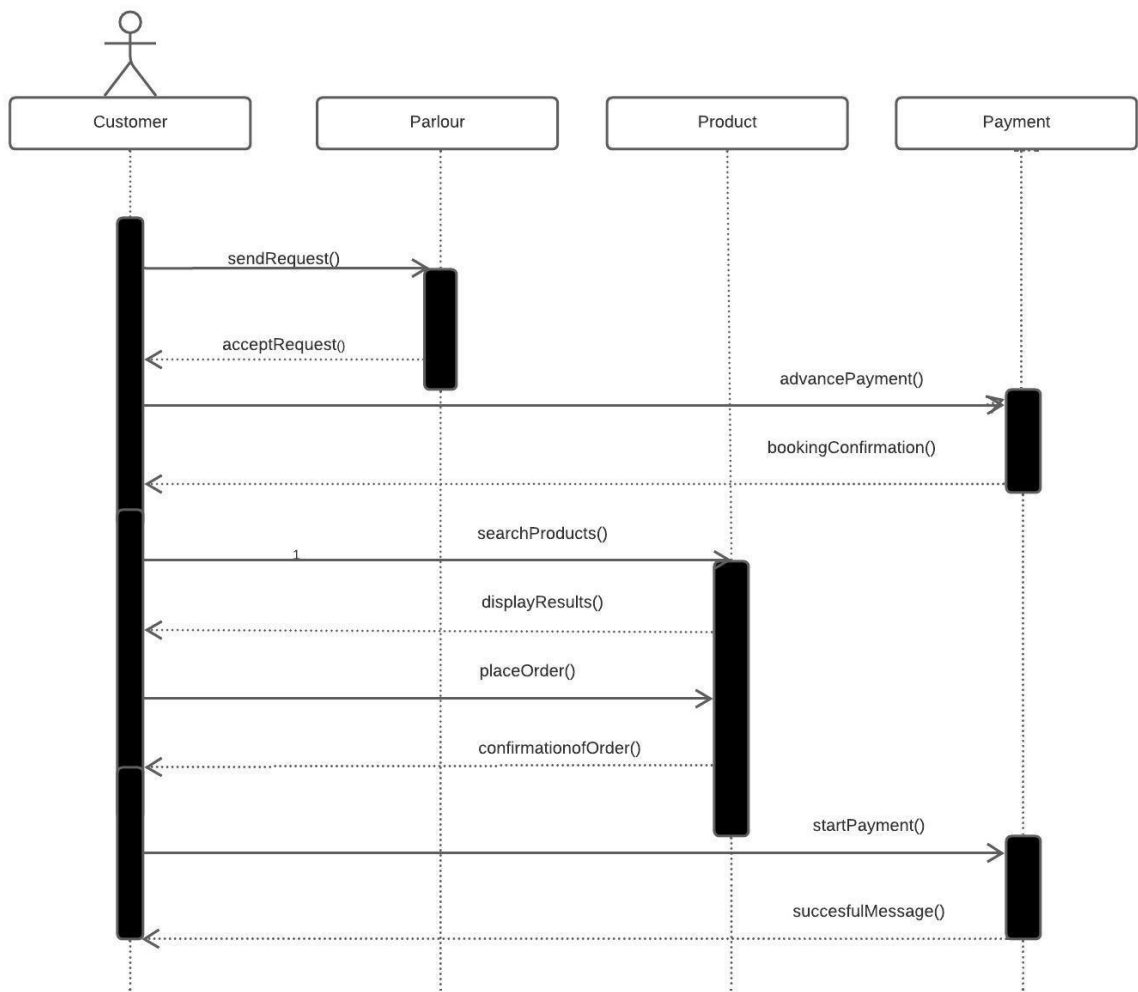 Customer
Parlour
Product
Payment
sendRequest()
acceptRequest()
advancePayment()
bookingConfirmation()
searchProducts()
1
displayResults()
placeOrder()
confirmationofOrder()
startPayment()
succesfulMessage()